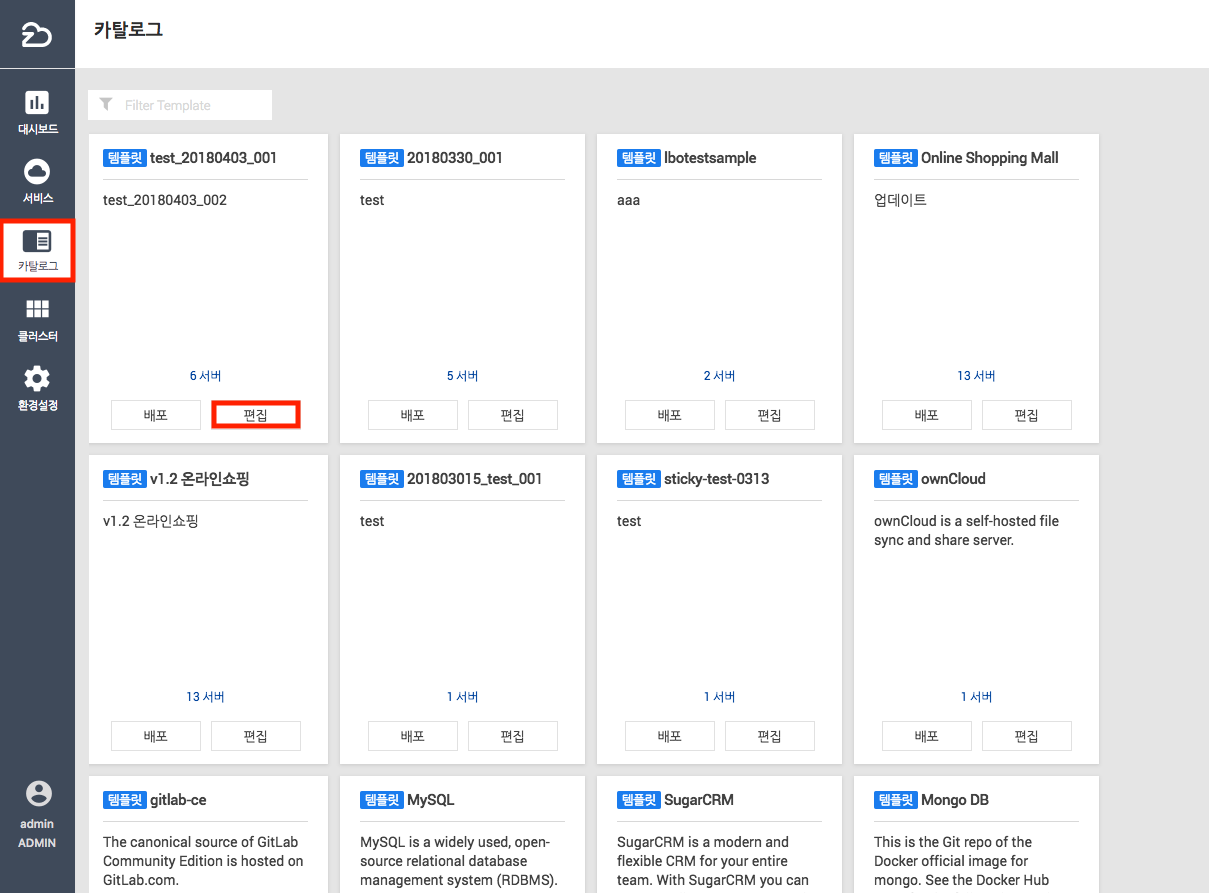 카탈로그
대시보드
서비스
카탈로그
클러스터
환경설정
admin
ADMIN
Filter Template
템플릿 test_20180403_001
test_20180403_002
6 서버
배포 편집
템플릿 20180330_001
test
5 서버
배포 편집
템플릿 lbotestsample
aaa
2 서버
배포 편집
템플릿 Online Shopping Mall
업데이트
13 서버
배포 편집
템플릿 v1.2 온라인쇼핑
v1.2 온라인쇼핑
13 서버
배포 편집
템플릿 201803015_test_001
test
1 서버
배포 편집
템플릿 sticky-test-0313
test
1 서버
배포 편집
템플릿 ownCloud
ownCloud is a self-hosted file
sync and share server.
1 서버
배포 편집
템플릿 gitlab-ce
The canonical source of GitLab
Community Edition is hosted on
GitLab.com.
템플릿 MySQL
MySQL is a widely used, open-
source relational database
management system (RDBMS).
템플릿 SugarCRM
SugarCRM is a modern and
flexible CRM for your entire
team. With SugarCRM you can
템플릿 Mongo DB
This is the Git repo of the
Docker official image for
mongo. See the Docker Hub